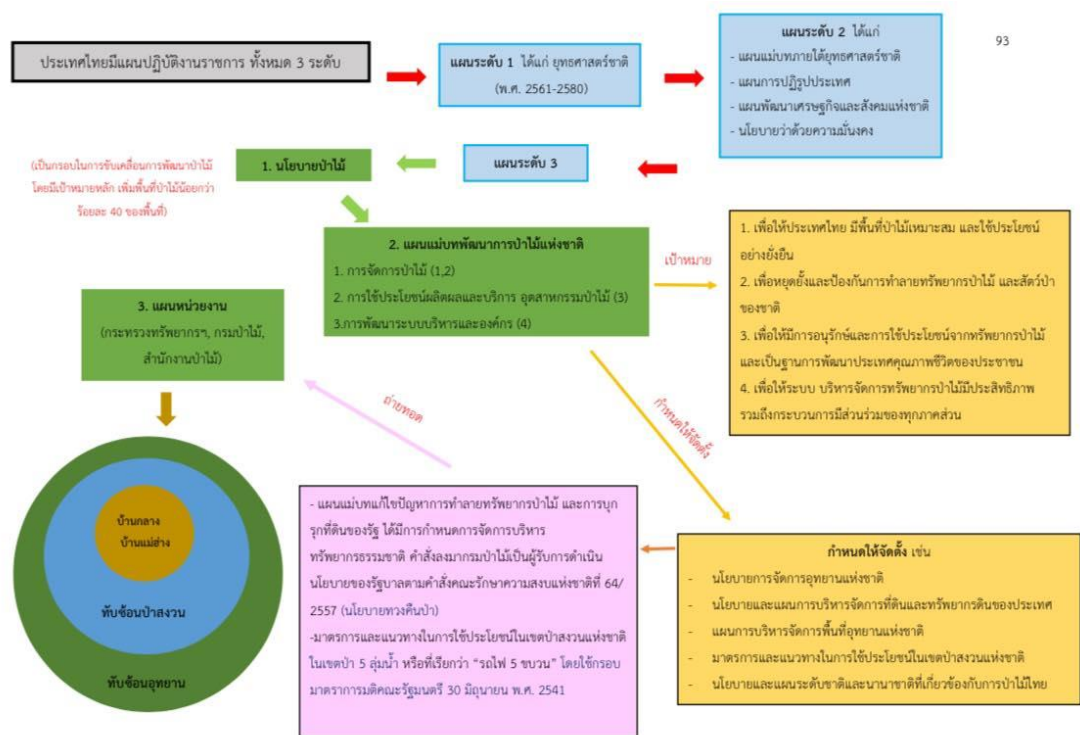 93
ประเทศไทยมีแผนปฏิบัติงานราชการ ทั้งหมด 3 ระดับ
แผนระดับ 1 ได้แก่ ยุทธศาสตร์ชาติ
(พ.ศ. 2561-2580)
แผนระดับ 2 ได้แก่
- แผนแม่บทภายใต้ยุทธศาสตร์ชาติ
- แผนการปฏิรูปประเทศ
- แผนพัฒนาเศรษฐกิจและสังคมแห่งชาติ
- นโยบายว่าด้วยความมั่นงคง
แผนระดับ 3
1. นโยบายป่าไม้
(เป็นกรอบในการขับเคลื่อนการพัฒนาป่าไม้
โดยมีเป้าหมายหลัก เพิ่มพื้นที่ป่าไม้น้อยกว่า
ร้อยละ 40 ของพื้นที่)
2. แผนแม่บทพัฒนาการป่าไม้แห่งชาติ
1. การจัดการป่าไม้ (1,2)
2. การใช้ประโยชน์ผลิตผลและบริการ อุตสาหกรรมป่าไม้ (3)
3.การพัฒนาระบบบริหารและองค์กร (4)
เป้าหมาย
1. เพื่อให้ประเทศไทย มีพื้นที่ป่าไม้เหมาะสม และใช้ประโยชน์
อย่างยั่งยืน
2. เพื่อหยุดยั้งและป้องกันการทำลายทรัพยากรป่าไม้ และสัตว์ป่า
ของชาติ
3. เพื่อให้มีการอนุรักษ์และการใช้ประโยชน์จากทรัพยากรป่าไม้
และเป็นฐานการพัฒนาประเทศคุณภาพชีวิตของประชาชน
4. เพื่อให้ระบบ บริหารจัดการทรัพยากรป่าไม้มีประสิทธิภาพ
รวมถึงกระบวนการมีส่วนร่วมของทุกภาคส่วน
3. แผนหน่วยงาน
(กระทรวงทรัพยากรฯ, กรมป่าไม้,
สำนักงานป่าไม้)
ถ่ายทอด
กำหนดให้จัดตั้ง
บ้านกลาง
บ้านแม่ส่าง
ทับซ้อนป่าสงวน
ทับซ้อนอุทยาน
- แผนแม่บทแก้ไขปัญหาการทำลายทรัพยากรป่าไม้ และการบุก
รุกที่ดินของรัฐ ได้มีการกำหนดการจัดการบริหาร
ทรัพยากรธรรมชาติ คำสั่งลงมากรมป่าไม้เป็นผู้รับการดำเนิน
นโยบายของรัฐบาลตามคำสั่งคณะรักษาความสงบแห่งชาติที่ 64/
2557 (นโยบายทวงคืนป่า)
-มาตรการและแนวทางในการใช้ประโยชน์ในเขตป่าสงวนแห่งชาติ
ในเขตป่า 5 ลุ่มน้ำ หรือที่เรียกว่า "รถไฟ 5 ขบวน" โดยใช้กรอบ
มาตราการมติคณะรัฐมนตรี 30 มิถุนายน พ.ศ. 2541
กำหนดให้จัดตั้ง เช่น
- นโยบายการจัดการอุทยานแห่งชาติ
- นโยบายและแผนการบริหารจัดการที่ดินและทรัพยากรดินของประเทศ
- แผนการบริหารจัดการพื้นที่อุทยานแห่งชาติ
- มาตรการและแนวทางในการใช้ประโยชน์ในเขตป่าสงวนแห่งชาติ
- นโยบายและแผนระดับชาติและนานาชาติที่เกี่ยวข้องกับการป่าไม้ไทย